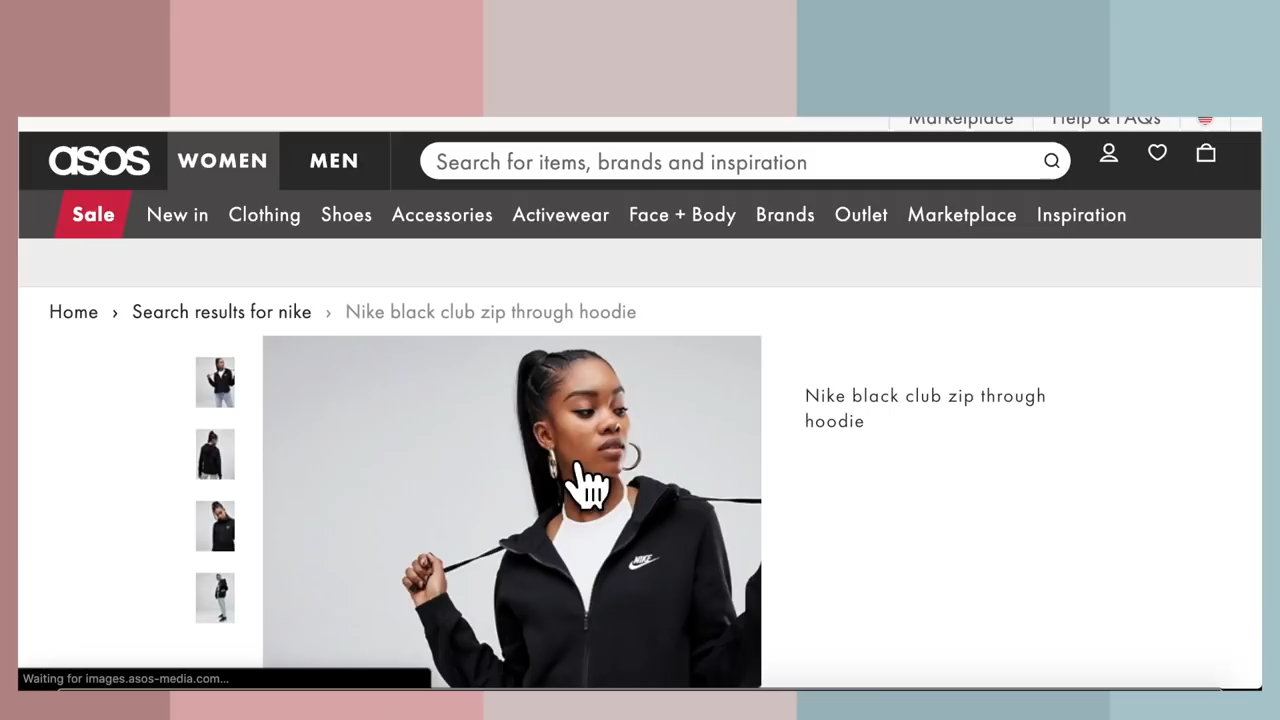 Marketplace Help & FAQs
asos WOMEN MEN Search for items, brands and inspiration
Sale New in Clothing Shoes Accessories Activewear Face + Body Brands Outlet Marketplace Inspiration
Home › Search results for nike › Nike black club zip through hoodie
Nike black club zip through
hoodie
NIKE
Waiting for images.asos-media.com...